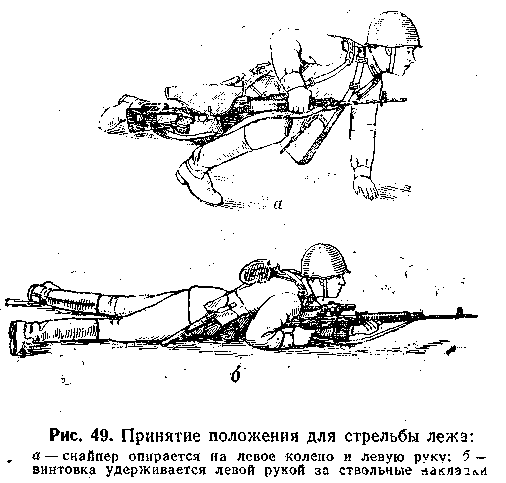 а
б
Рис. 49. Принятие положения для стрельбы лежа:
а — снайпер опирается на левое колено и левую руку; б —
винтовка удерживается левой рукой за ствольные накладки